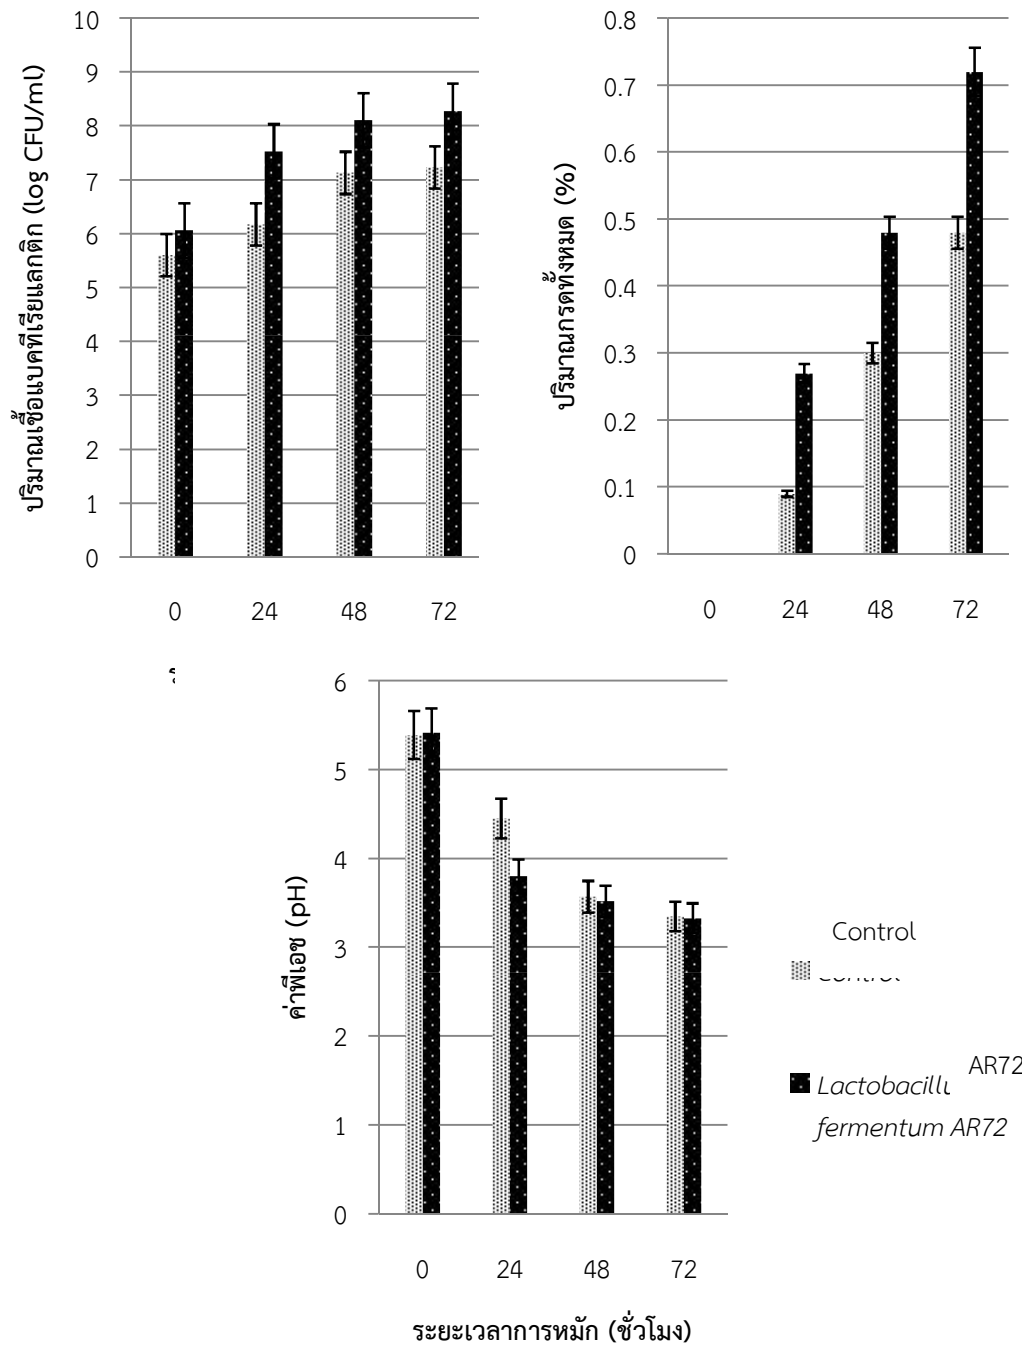 ปริมาณเชื้อแบคทีเรียแลกติก (log CFU/ml)
10
9
8
7
6
5
4
3
2
1
0
0 24 48 72
ปริมาณกรดทั้งหมด (%)
0.8
0.7
0.6
0.5
0.4
0.3
0.2
0.1
0
0 24 48 72
ค่าพีเอช (pH)
6
5
4
3
2
1
0
0 24 48 72
ระยะเวลาการหมัก (ชั่วโมง)
Control
Control
AR72
Lactobacillu
fermentum AR72